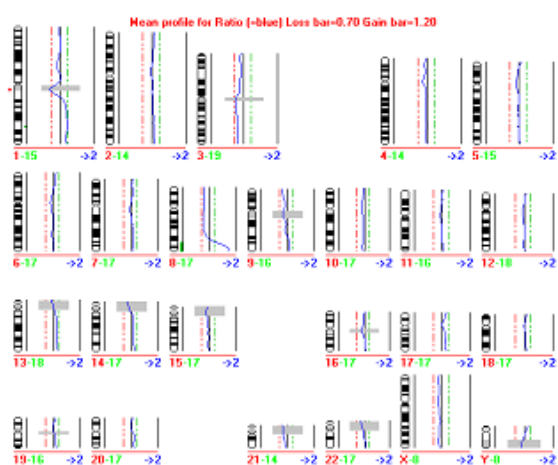 Mean profile for Ratio (=blue) Loss bar=0.70 Gain bar=1.20
1-15 ->2 2-14 ->2 3-19 ->2 4-14 ->2 5-15 ->2
6-17 ->2 7-17 ->2 8-17 ->2 9-16 ->2 10-17 ->2 11-16 ->2 12-18 ->2
13-18 ->2 14-17 ->2 15-17 ->2 16-17 ->2 17-17 ->2 18-17 ->2
19-16 ->2 20-17 ->2 21-14 ->2 22-17 ->2 X-8 ->2 Y-8 ->2